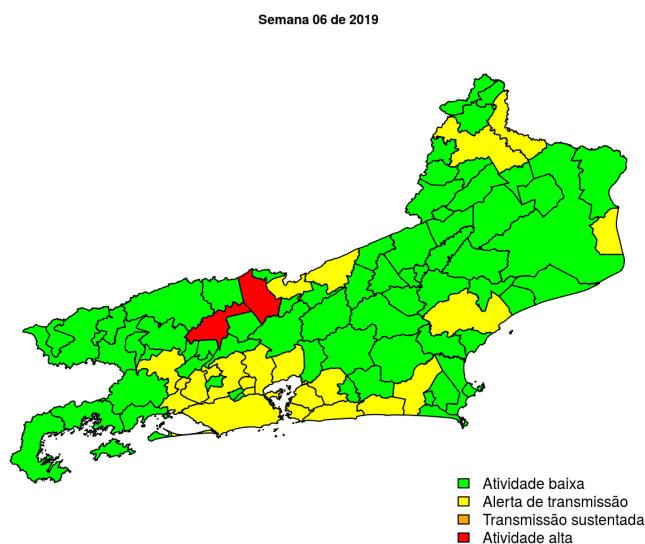 Semana 06 de 2019
Atividade baixa
Alerta de transmissão
Transmissão sustentada
Atividade alta